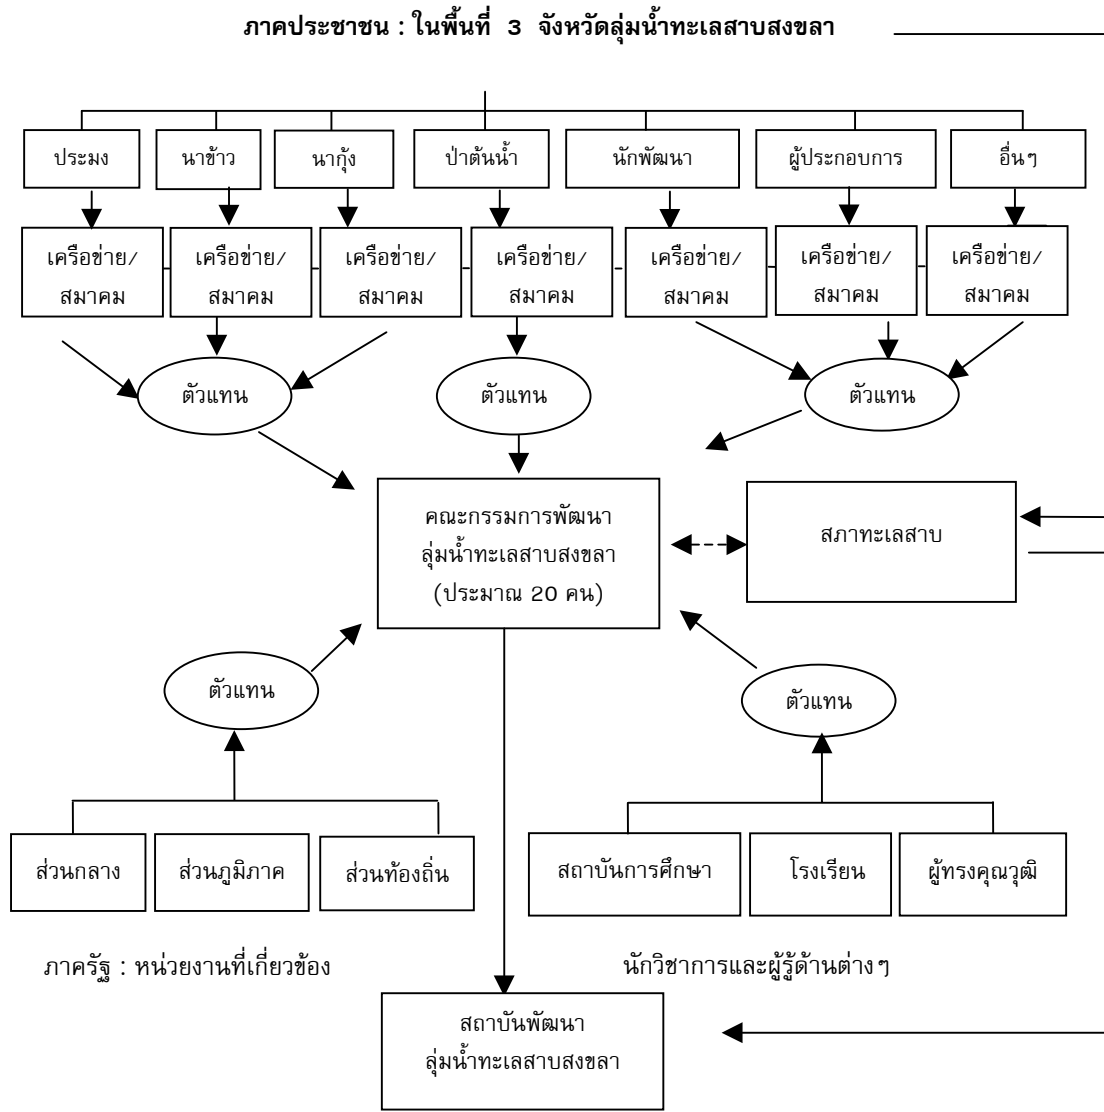 ภาคประชาชน : ในพื้นที่ 3 จังหวัดลุ่มน้ำทะเลสาบสงขลา
ประมง
นาข้าว
นากุ้ง
ป่าต้นน้ำ
นักพัฒนา
ผู้ประกอบการ
อื่นๆ
เครือข่าย/
สมาคม
เครือข่าย/
สมาคม
เครือข่าย/
สมาคม
เครือข่าย/
สมาคม
เครือข่าย/
สมาคม
เครือข่าย/
สมาคม
เครือข่าย/
สมาคม
ตัวแทน
ตัวแทน
ตัวแทน
คณะกรรมการพัฒนา
ลุ่มน้ำทะเลสาบสงขลา
(ประมาณ 20 คน)
สภาทะเลสาบ
ตัวแทน
ตัวแทน
ส่วนกลาง
ส่วนภูมิภาค
ส่วนท้องถิ่น
สถาบันการศึกษา
โรงเรียน
ผู้ทรงคุณวุฒิ
ภาครัฐ : หน่วยงานที่เกี่ยวข้อง
นักวิชาการและผู้รู้ด้านต่างๆ
สถาบันพัฒนา
ลุ่มน้ำทะเลสาบสงขลา